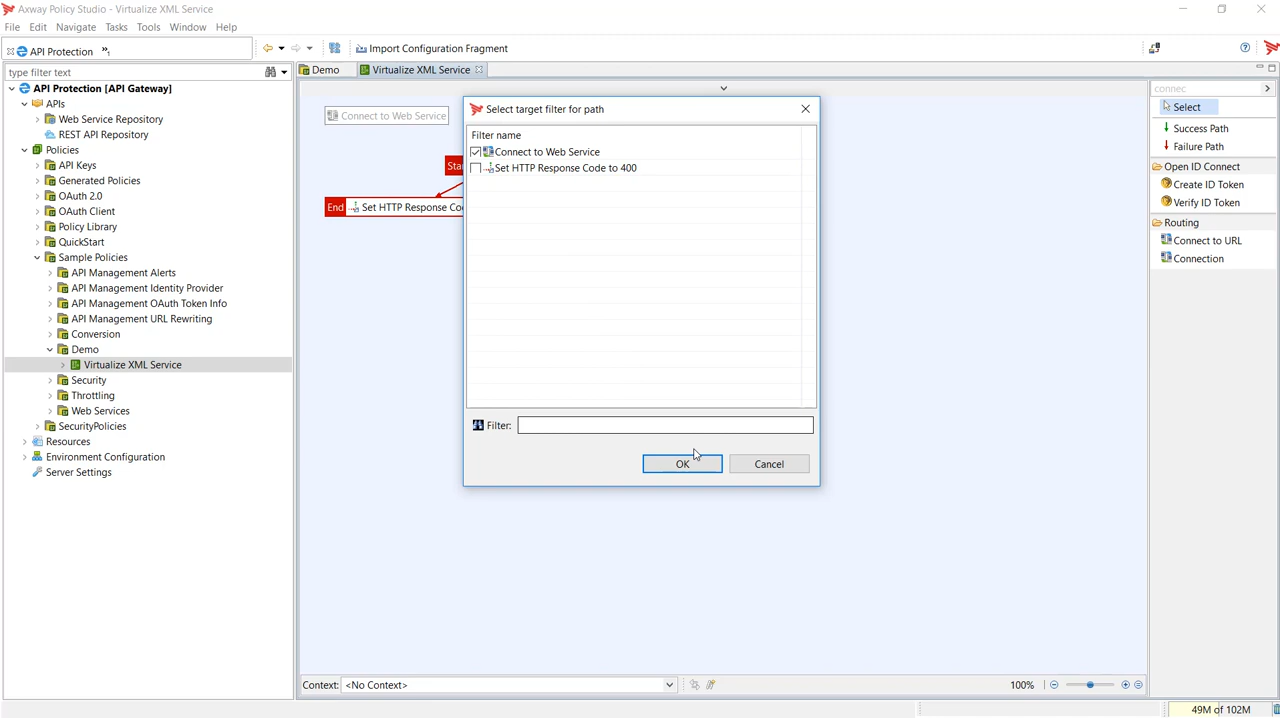 Axway Policy Studio - Virtualize XML Service
File Edit Navigate Tasks Tools Window Help
API Protection
Import Configuration Fragment
type filter text
API Protection [API Gateway]
APIs
Web Service Repository
REST API Repository
Policies
API Keys
Generated Policies
OAuth 2.0
OAuth Client
Policy Library
QuickStart
Sample Policies
API Management Alerts
API Management Identity Provider
API Management OAuth Token Info
API Management URL Rewriting
Conversion
Demo
Virtualize XML Service
Security
Throttling
Web Services
SecurityPolicies
Resources
Environment Configuration
Server Settings
Demo
Virtualize XML Service
Connect to Web Service
Sta
End Set HTTP Response Co
Select target filter for path
Filter name
Connect to Web Service
Set HTTP Response Code to 400
Filter:
OK
Cancel
Context: <No Context>
100%
connec
Select
Success Path
Failure Path
Open ID Connect
Create ID Token
Verify ID Token
Routing
Connect to URL
Connection
49M of 102M